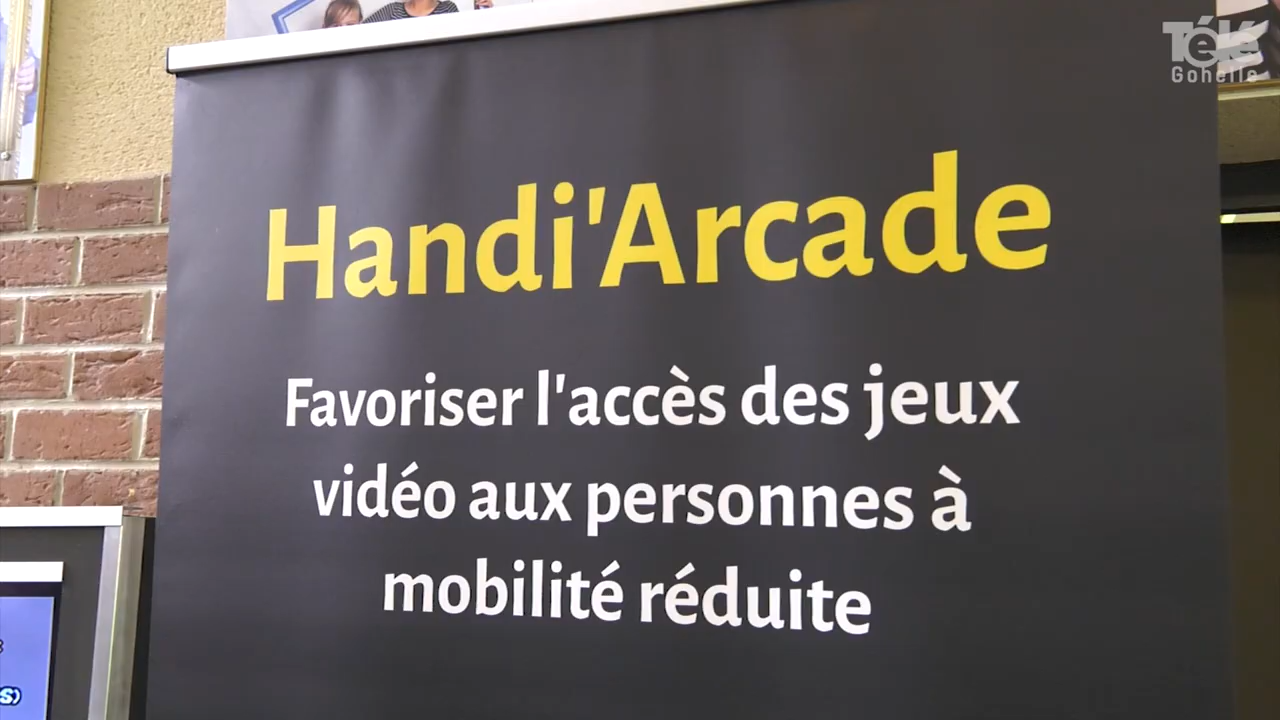 Télé
Gohelle
Handi'Arcade
Favoriser l'accès des jeux
vidéo aux personnes à
mobilité réduite